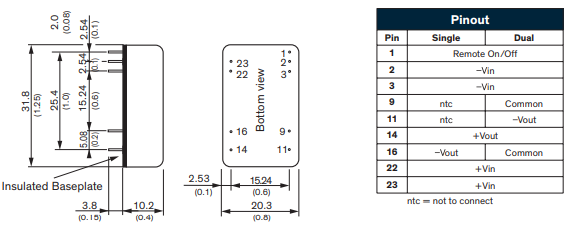 2.0
(0.08)
2.54
(0.1)
2.54
(0.1)
31.8
(1.25)
25.4
(1.0)
15.24
(0.6)
5.08
(0.2)
Insulated Baseplate
3.8
(0.15)
10.2
(0.4)
1
23
2
22
3
Bottom view
16
9
14
11
2.53
(0.1)
15.24
(0.6)
20.3
(0.8)
Pinout
Pin Single Dual
1 Remote On/Off
2 –Vin
3 –Vin
9 ntc Common
11 ntc –Vout
14 +Vout
16 –Vout Common
22 +Vin
23 +Vin
ntc = not to connect